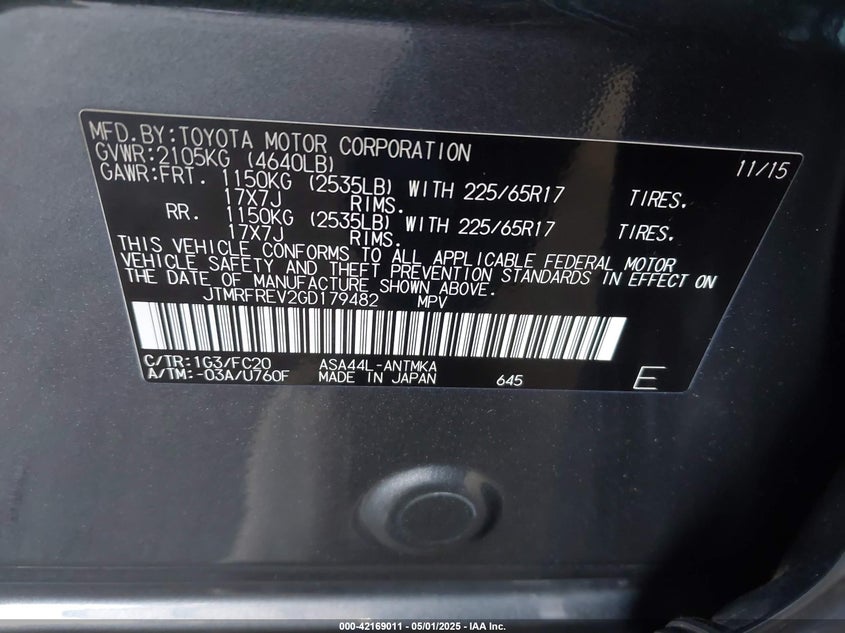 MFD.BY:TOYOTA MOTOR CORPORATION 11/15
GVWR:2105KG (4640LB)
GAWR:FRT. 1150KG (2535LB) WITH 225/65R17 TIRES.
17X7J RIMS.
RR. 1150KG (2535LB) WITH 225/65R17 TIRES.
17X7J RIMS.
THIS VEHICLE CONFORMS TO ALL APPLICABLE FEDERAL MOTOR
VEHICLE SAFETY AND THEFT PREVENTION STANDARDS IN EFFECT ON
THE DATE OF MANUFACTURE SHOWN ABOVE.
JTMRFREV2GD179482 MPV
C/TR:1G3/FC20 ASA44L-ANTMKA
A/TM:-03A/U760F MADE IN JAPAN 645 E
000-42169011 - 05/01/2025 - IAA Inc.